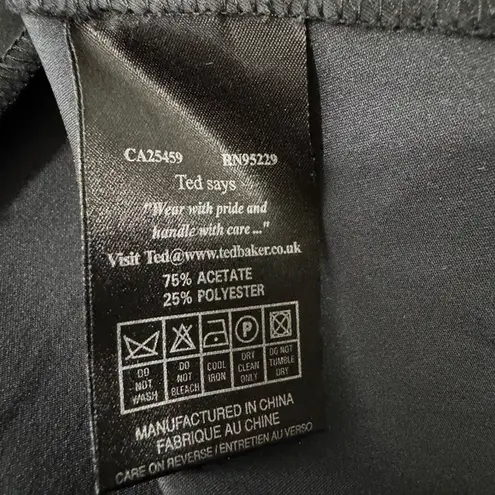 CA25459 RN95229
Ted says
"Wear with pride and
handle with care ..."
Visit Ted@www.tedbaker.co.uk
75% ACETATE
25% POLYESTER
P
DO NOT WASH DO NOT BLEACH COOL IRON DRY CLEAN ONLY DO NOT TUMBLE DRY
MANUFACTURED IN CHINA
FABRIQUE AU CHINE
CARE ON REVERSE / ENTRETIEN AU VERSO